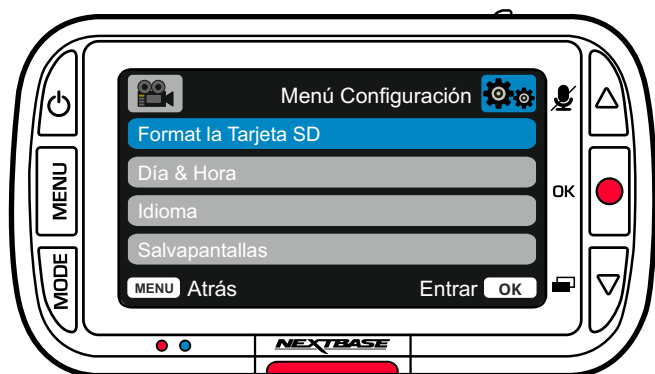 Menú Configuración
Format la Tarjeta SD
Día & Hora
Idioma
Salvapantallas
MENU Atrás Entrar OK
MENU
MODE
OK
NEXTBASE